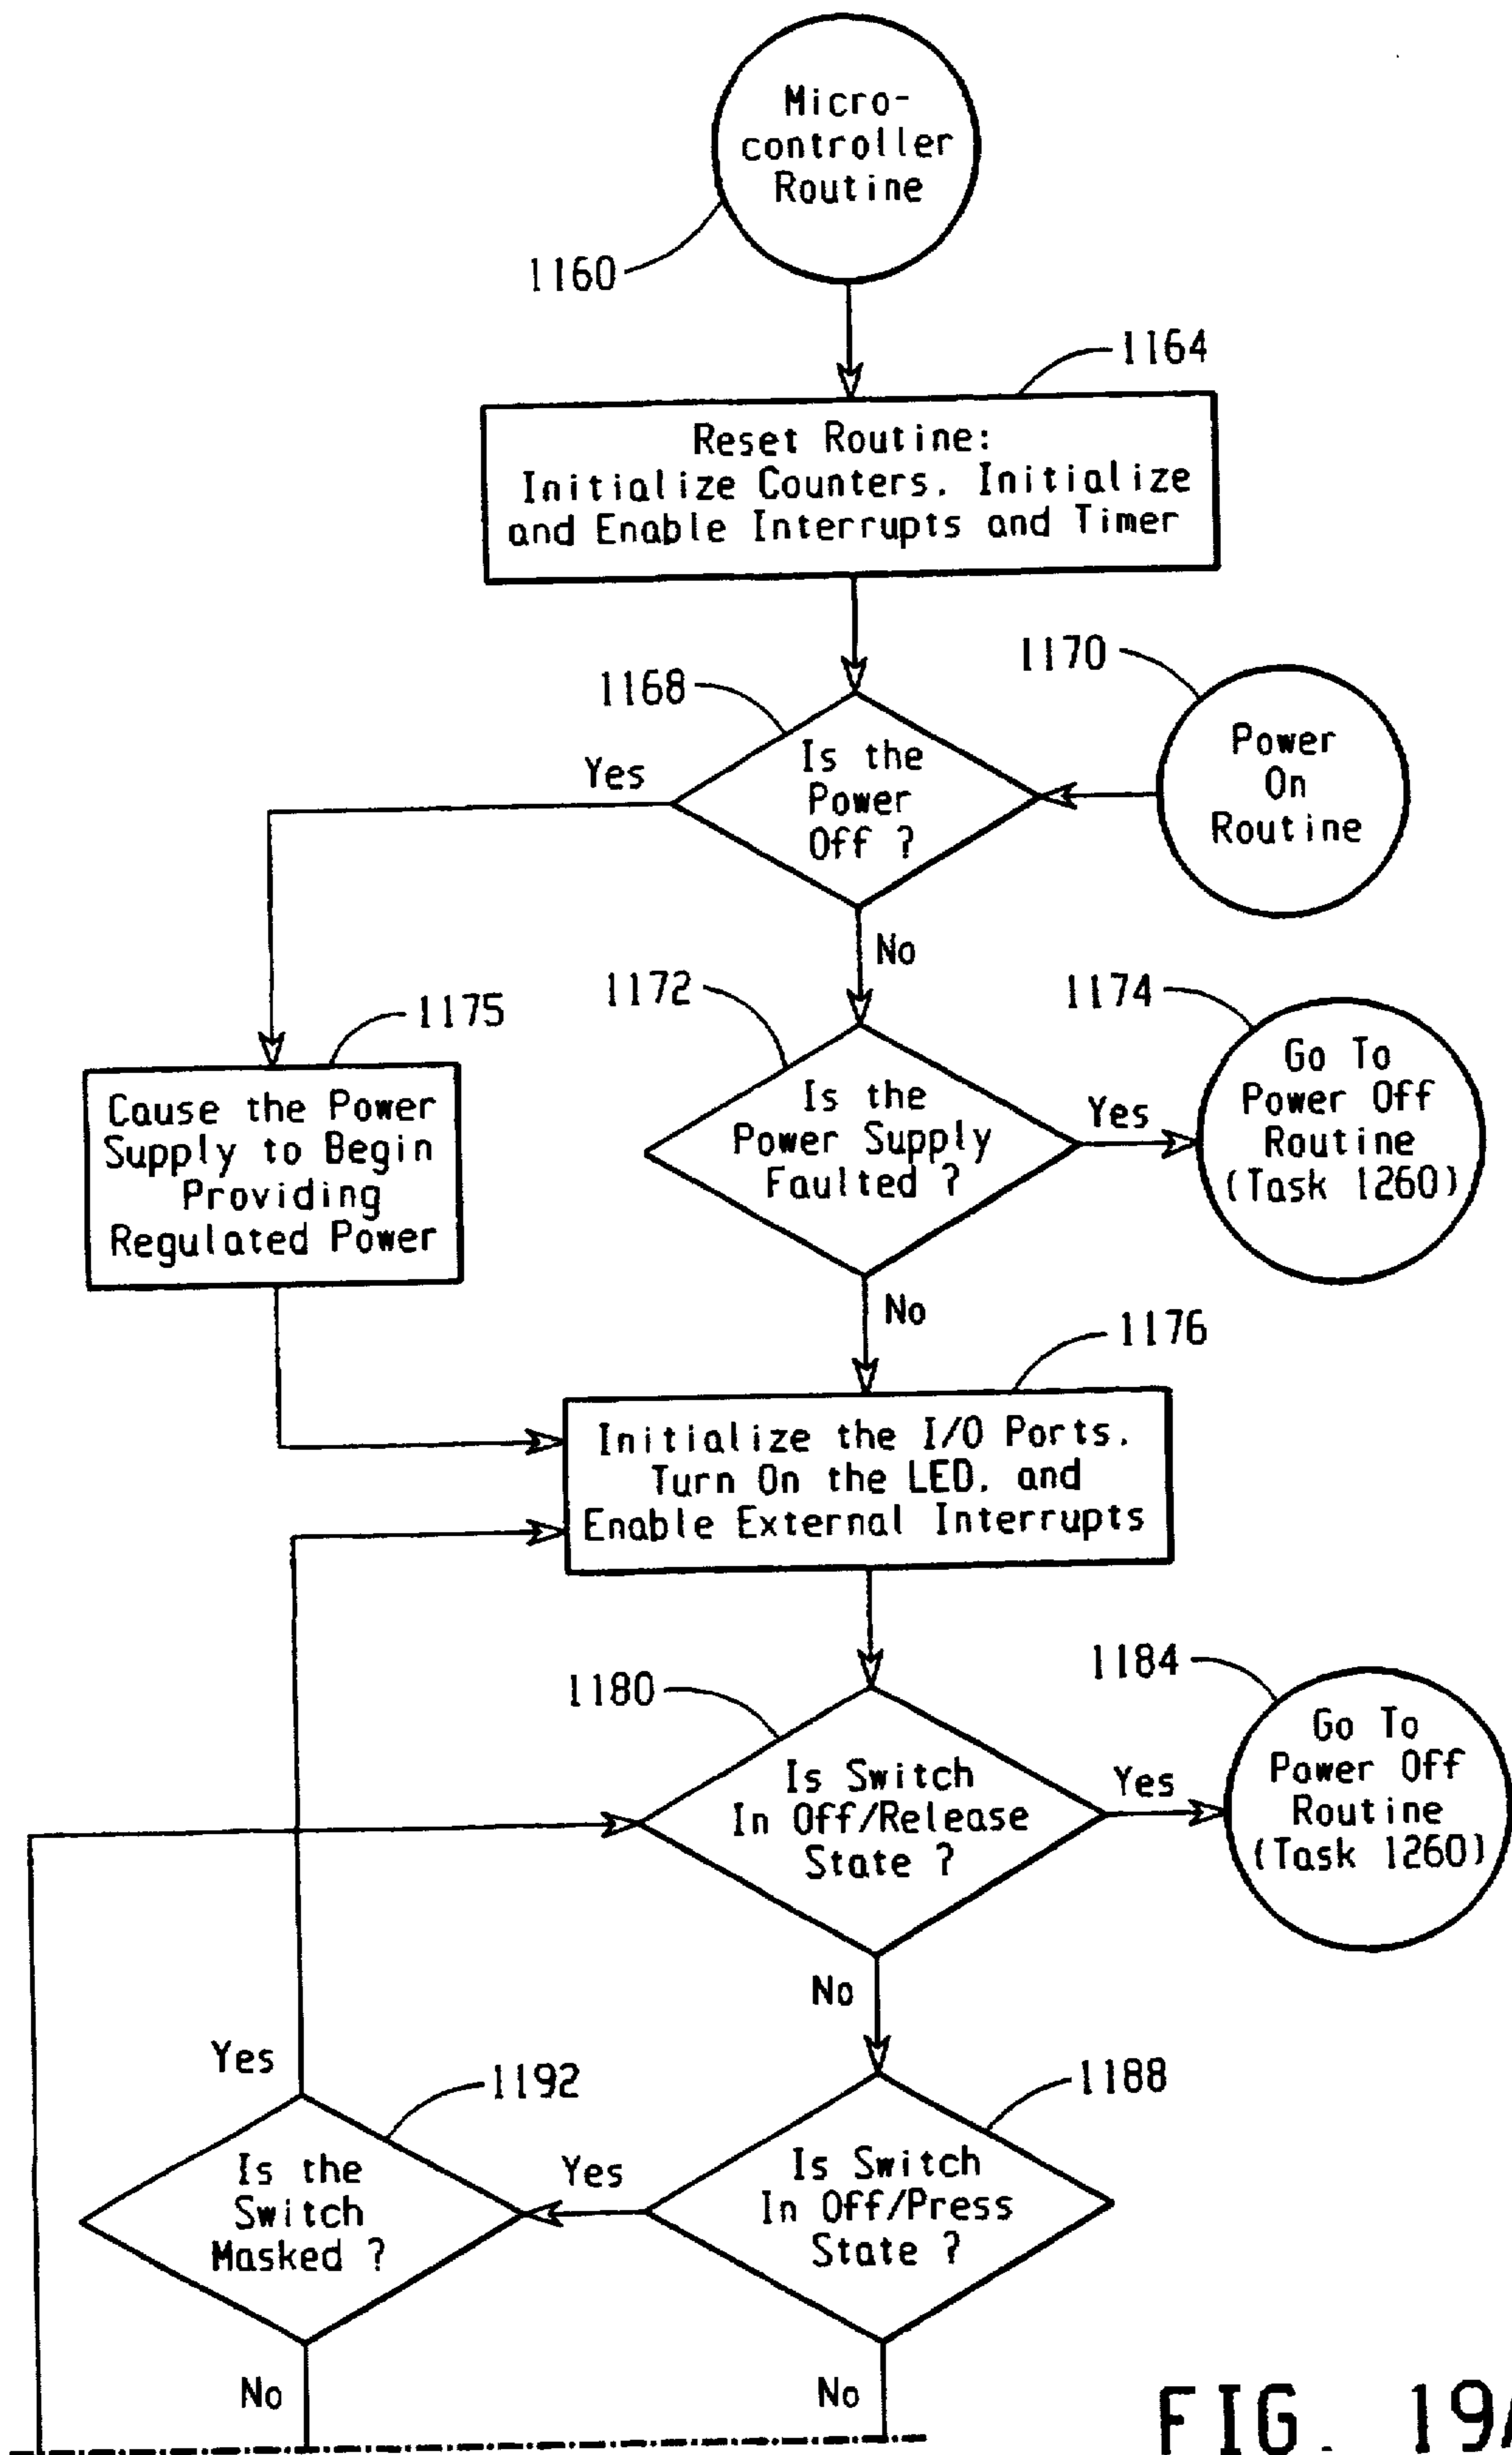 Micro-
controller
Routine
1160
1164
Reset Routine:
Initialize Counters. Initialize
and Enable Interrupts and Timer
1168
1170
Is the
Power
Off ?
Yes
Power
On
Routine
No
1175
1172
1174
Cause the Power
Supply to Begin
Providing
Regulated Power
Is the
Power Supply
Faulted ?
Yes
Go To
Power Off
Routine
(Task 1260)
No
1176
Initialize the I/O Ports.
Turn On the LED. and
Enable External Interrupts
1180
1184
Is Switch
In Off/Release
State ?
Yes
Go To
Power Off
Routine
(Task 1260)
No
Yes
1192
1188
Is the
Switch
Masked ?
Yes
Is Switch
In Off/Press
State ?
No
No
FIG. 19A